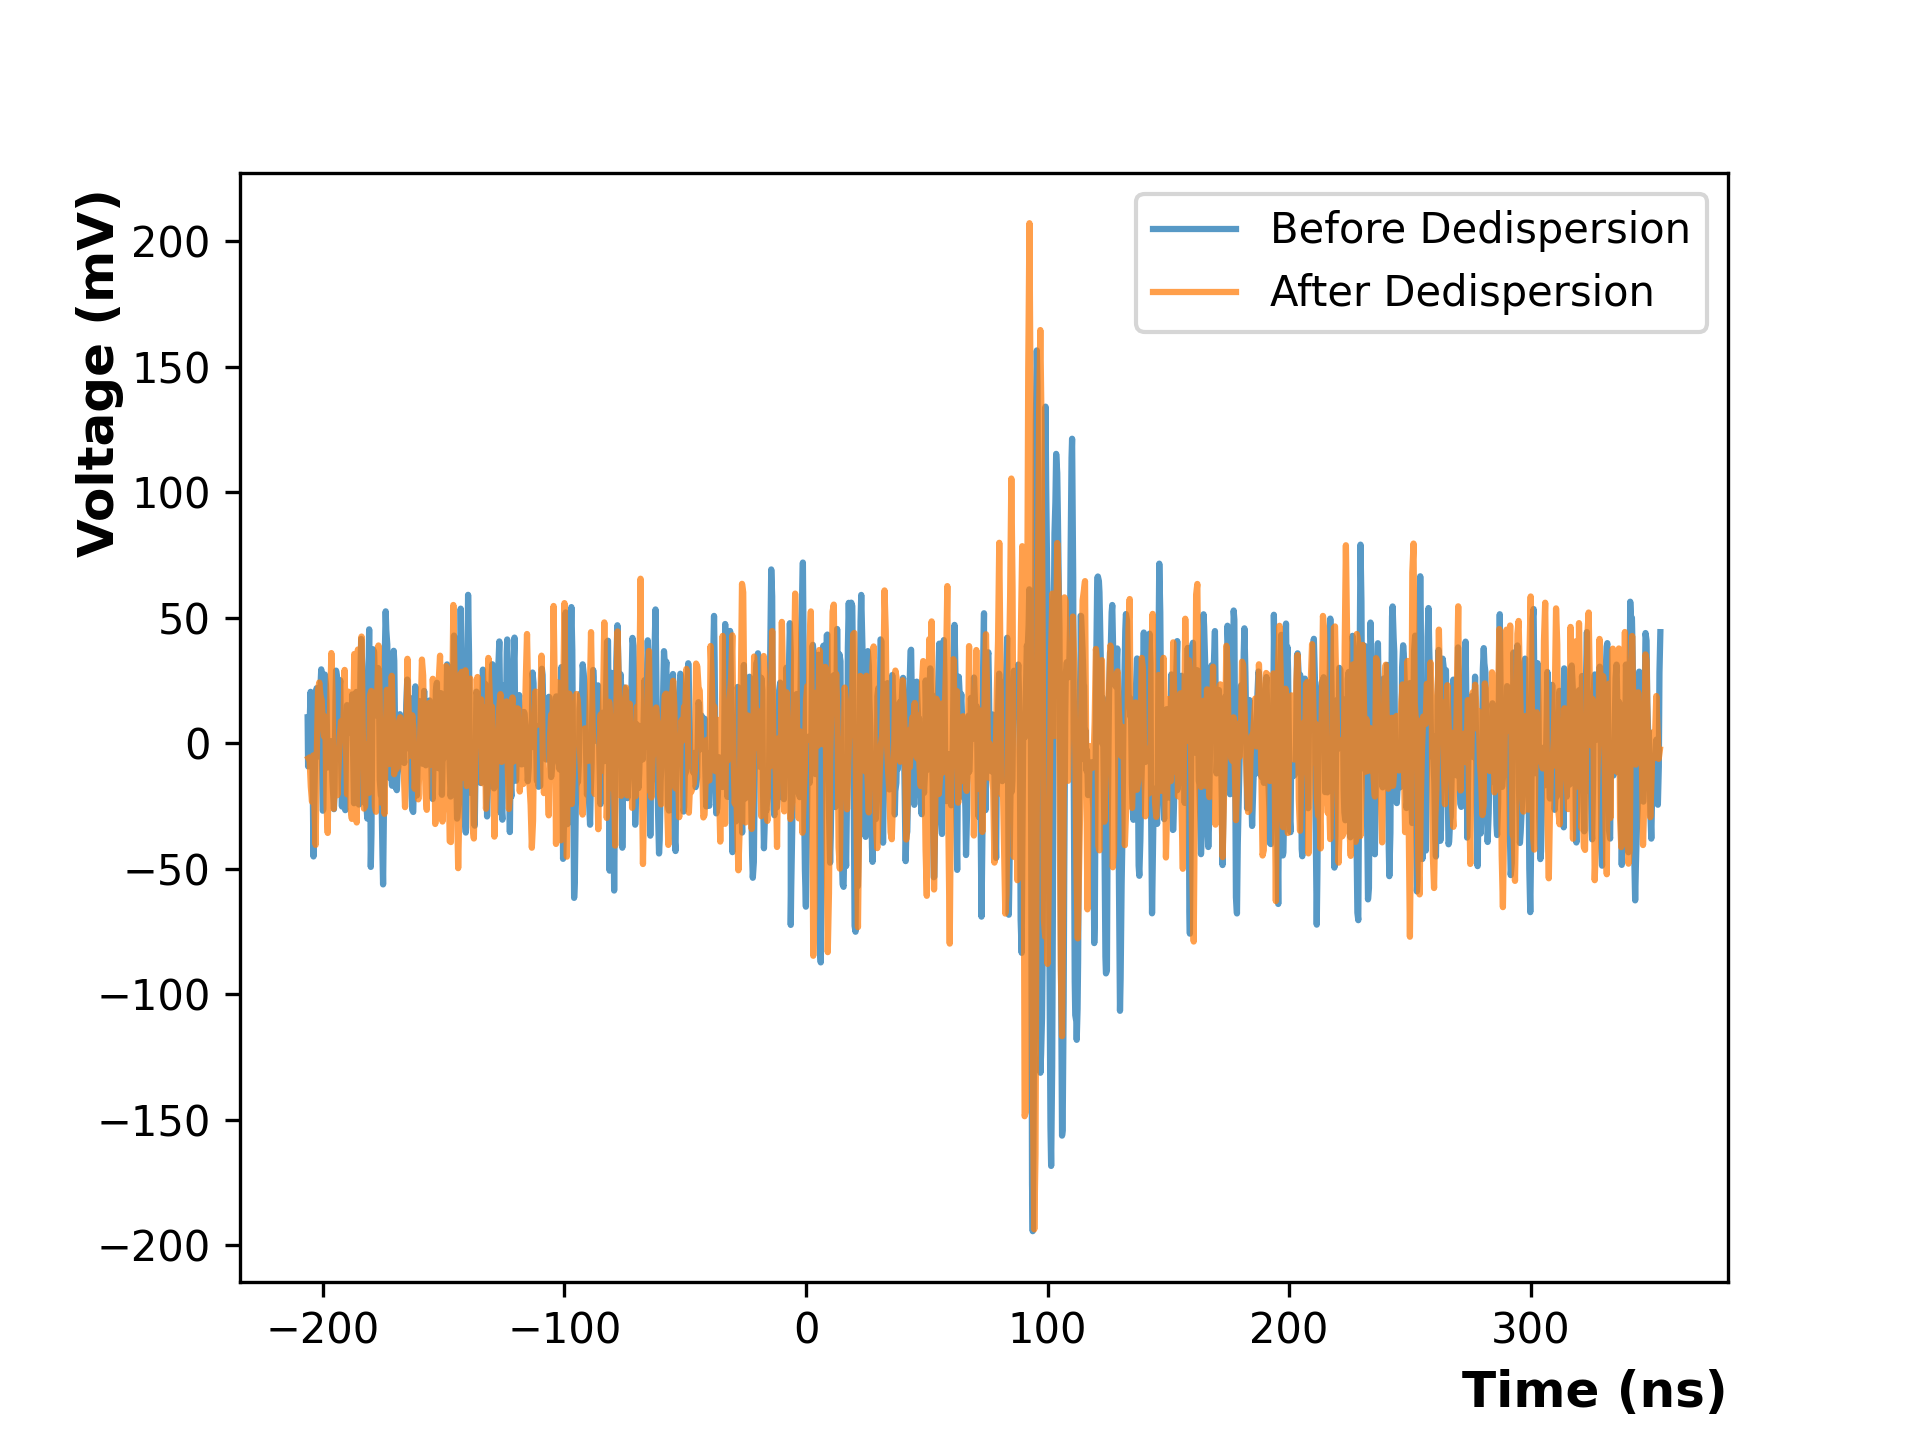 Before Dedispersion
After Dedispersion
Voltage (mV)
200
150
100
50
0
−50
−100
−150
−200
−200 −100 0 100 200 300
Time (ns)